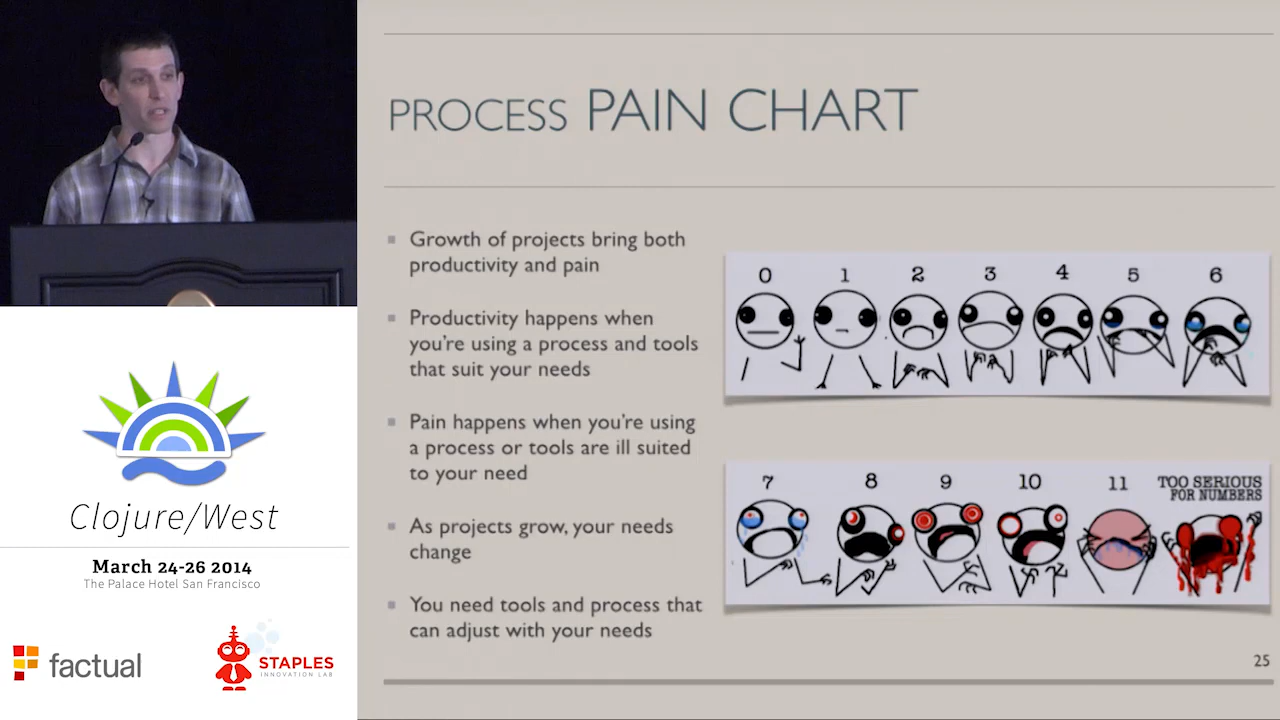 PROCESS PAIN CHART
Growth of projects bring both
productivity and pain
Productivity happens when
you're using a process and tools
that suit your needs
Pain happens when you're using
a process or tools are ill suited
to your need
As projects grow, your needs
change
You need tools and process that
can adjust with your needs
0 1 2 3 4 5 6
7 8 9 10 11 TOO SERIOUS
FOR NUMBERS
25
Clojure/West
March 24-26 2014
The Palace Hotel San Francisco
factual
STAPLES
INNOVATION LAB